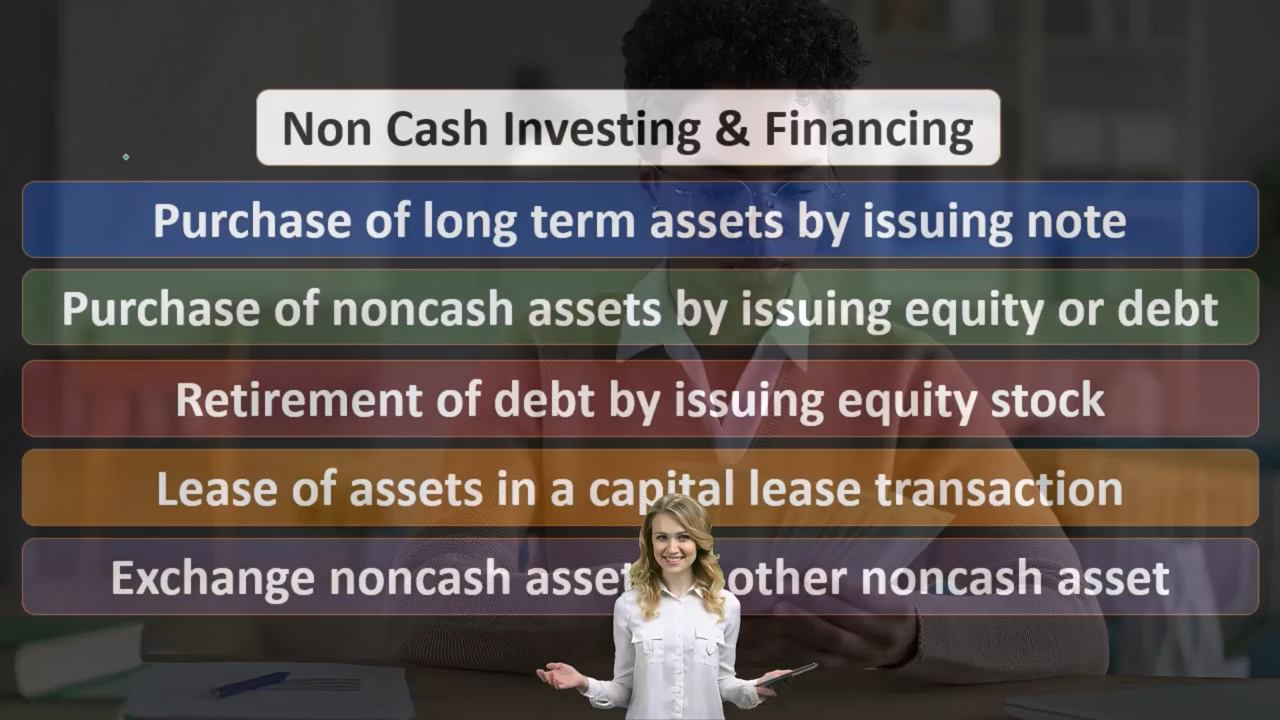 Non Cash Investing & Financing
Purchase of long term assets by issuing note
Purchase of noncash assets by issuing equity or debt
Retirement of debt by issuing equity stock
Lease of assets in a capital lease transaction
Exchange noncash other noncash asset